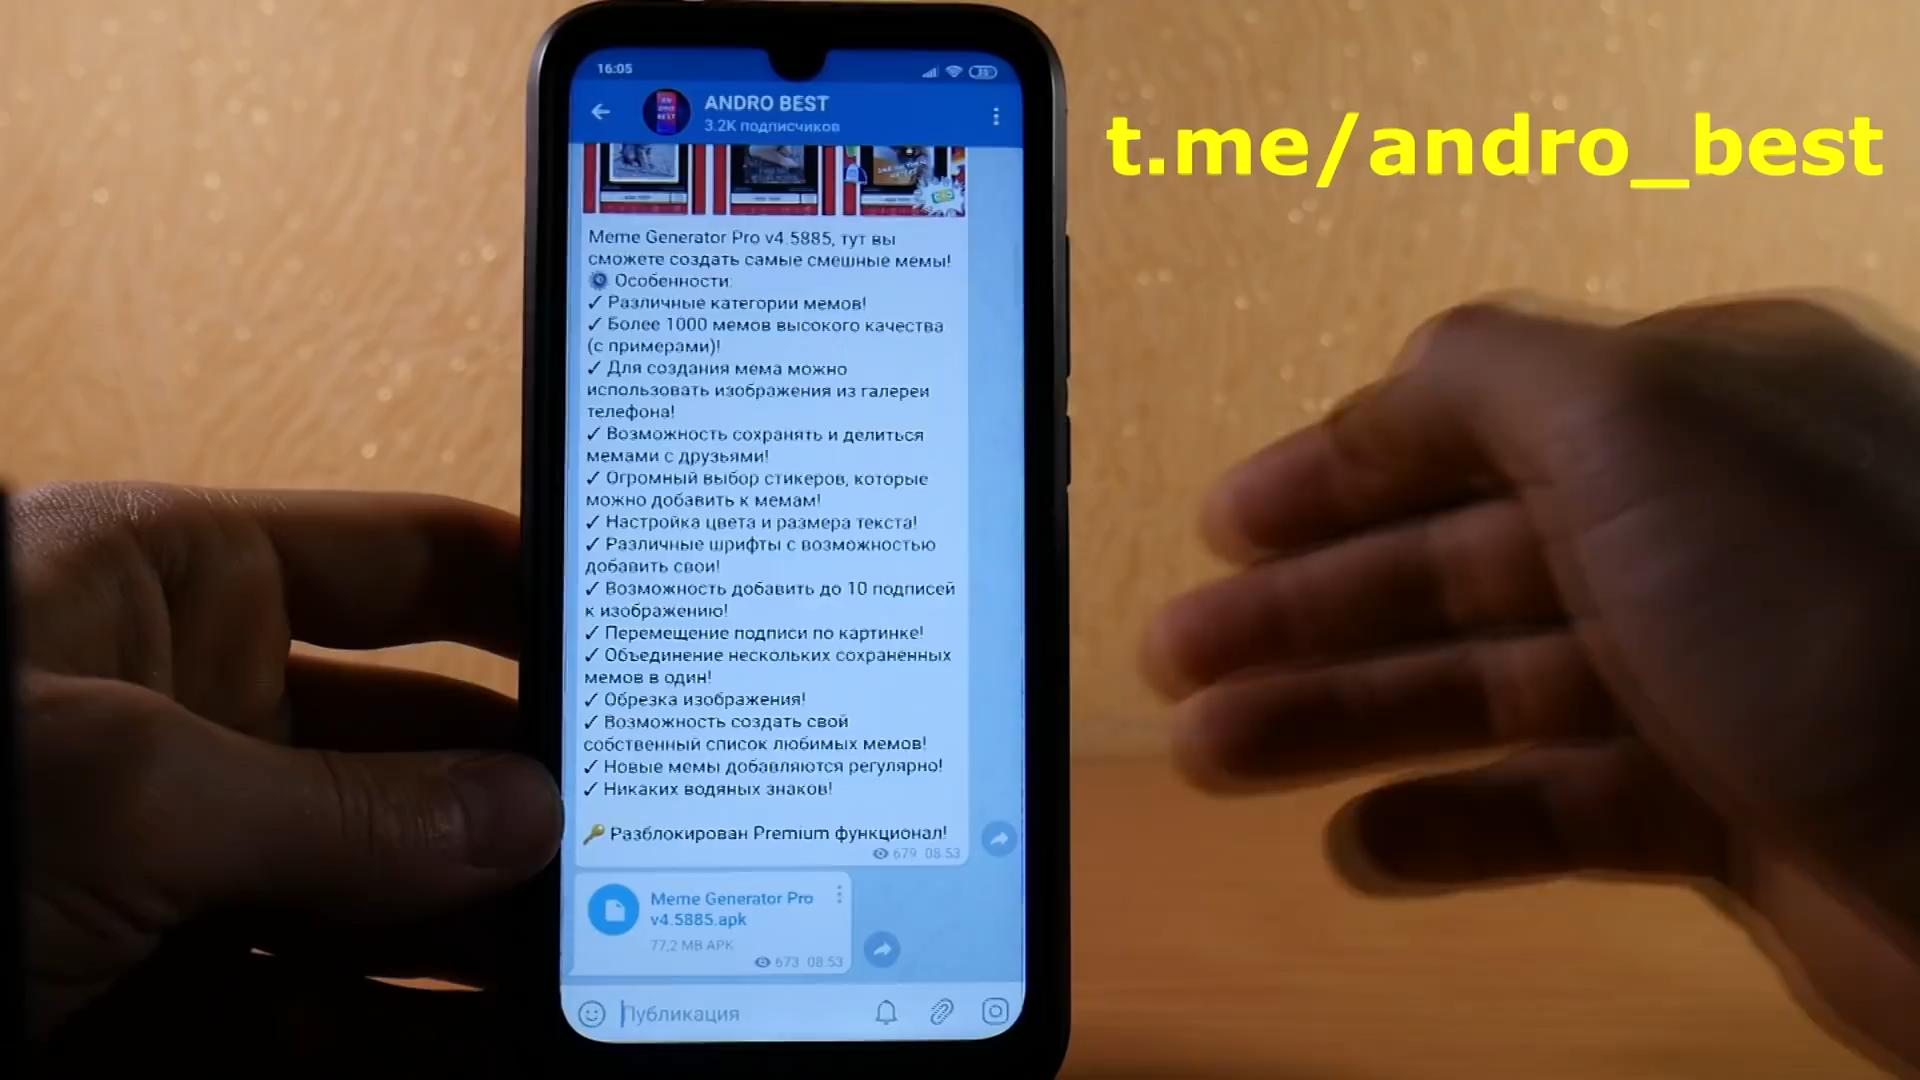 16:05
ANDRO BEST
3.2K подписчиков
t.me/andro_best
Meme Generator Pro v4.5885, тут вы
сможете создать самые смешные мемы!
Особенности:
✓ Различные категории мемов!
✓ Более 1000 мемов высокого качества
(с примерами)!
✓ Для создания мема можно
использовать изображения из галереи
телефона!
✓ Возможность сохранять и делиться
мемами с друзьями!
✓ Огромный выбор стикеров, которые
можно добавить к мемам!
✓ Настройка цвета и размера текста!
✓ Различные шрифты с возможностью
добавить свои!
✓ Возможность добавить до 10 подписей
к изображению!
✓ Перемещение подписи по картинке!
✓ Объединение нескольких сохраненных
мемов в один!
✓ Обрезка изображения!
✓ Возможность создать свой
собственный список любимых мемов!
✓ Новые мемы добавляются регулярно!
✓ Никаких водяных знаков!
🔑 Разблокирован Premium функционал!
679 08:53
Meme Generator Pro
v4.5885.apk
77,2 MB APK
673 08:53
Публикация